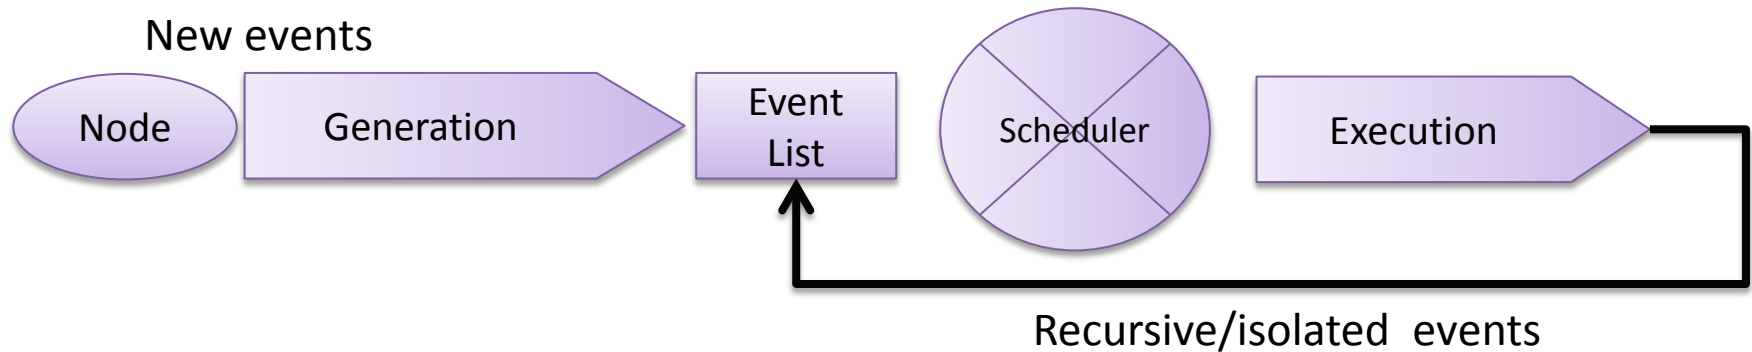 New events
Node
Generation
Event
List
Scheduler
Execution
Recursive/isolated events